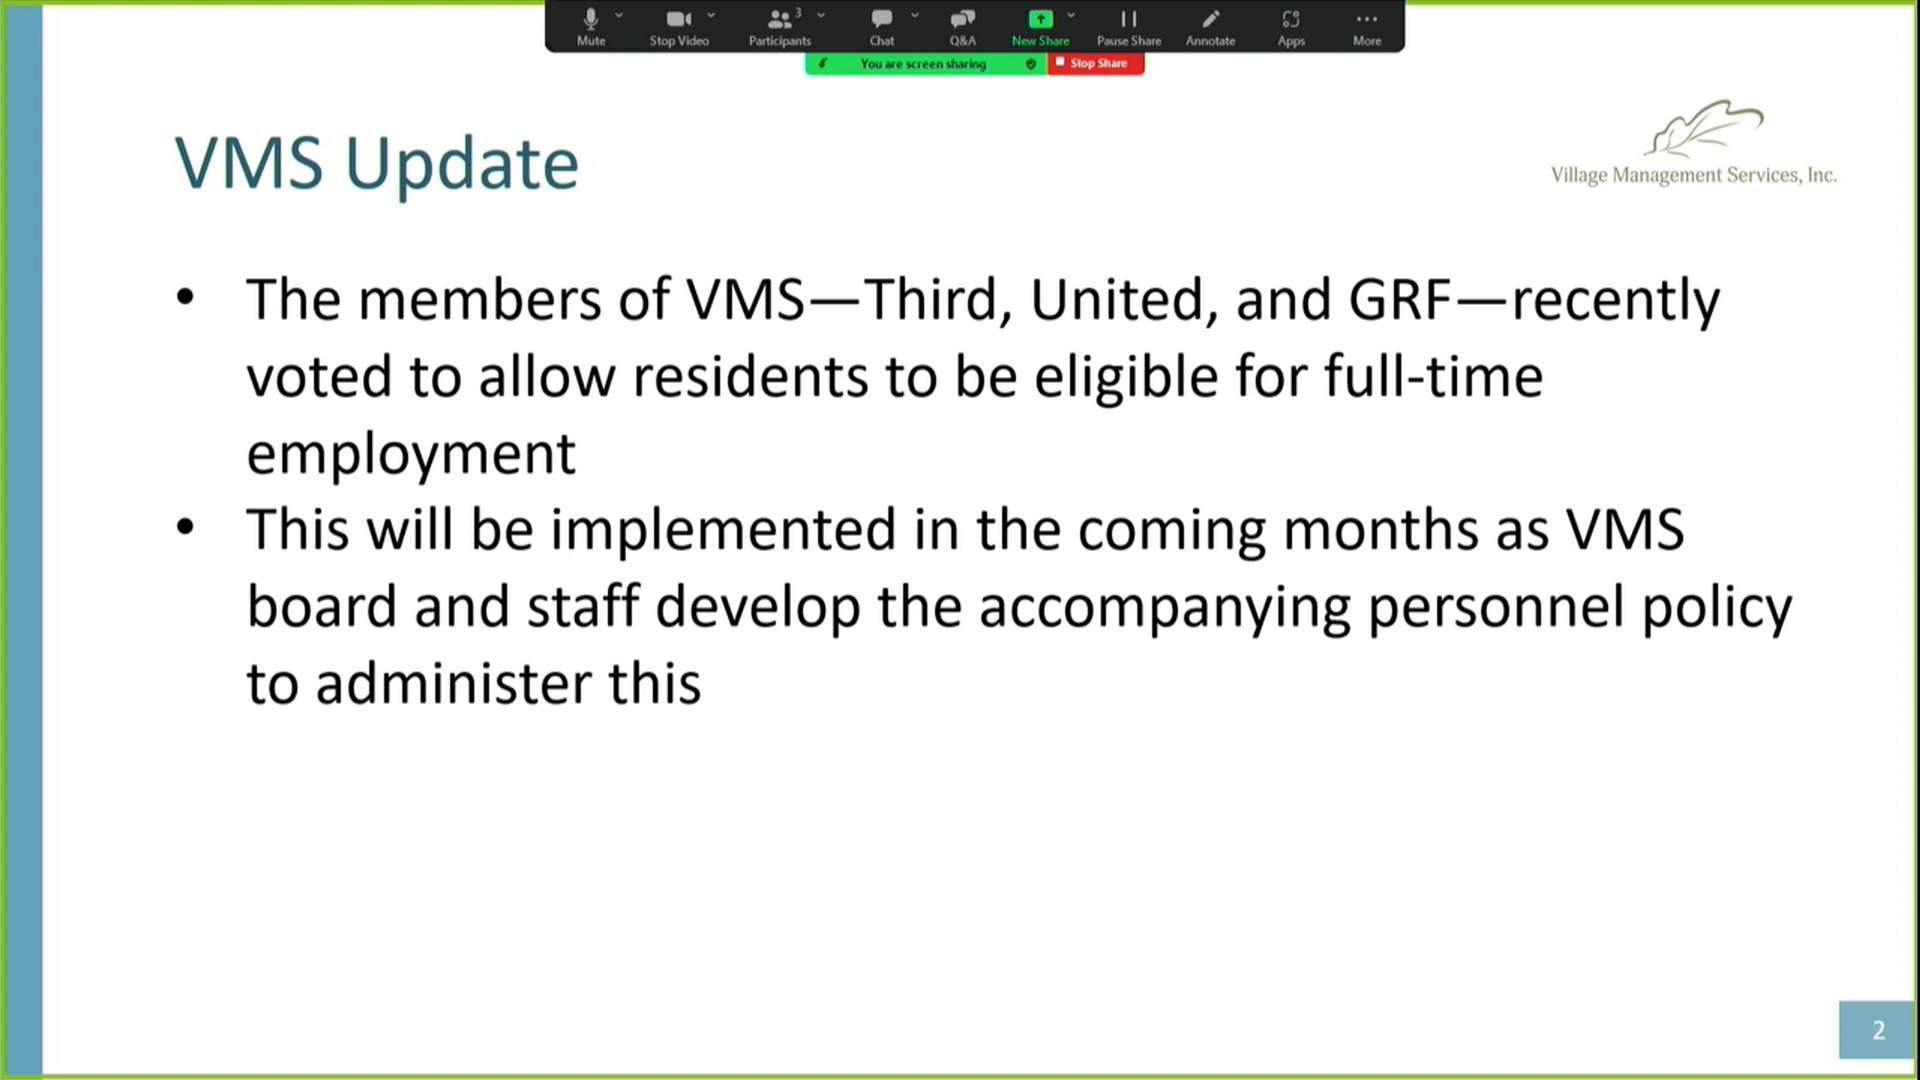 3
Mute Stop Video Participants Chat Q&A New Share Pause Share Annotate Apps More
You are screen sharing Stop Share
VMS Update
Village Management Services, Inc.
• The members of VMS—Third, United, and GRF—recently
voted to allow residents to be eligible for full-time
employment
• This will be implemented in the coming months as VMS
board and staff develop the accompanying personnel policy
to administer this
2